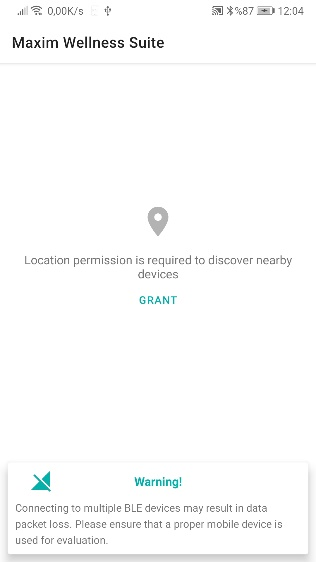 0,00K/s %87 12:04
Maxim Wellness Suite
Location permission is required to discover nearby
devices
GRANT
Warning!
Connecting to multiple BLE devices may result in data
packet loss. Please ensure that a proper mobile device is
used for evaluation.